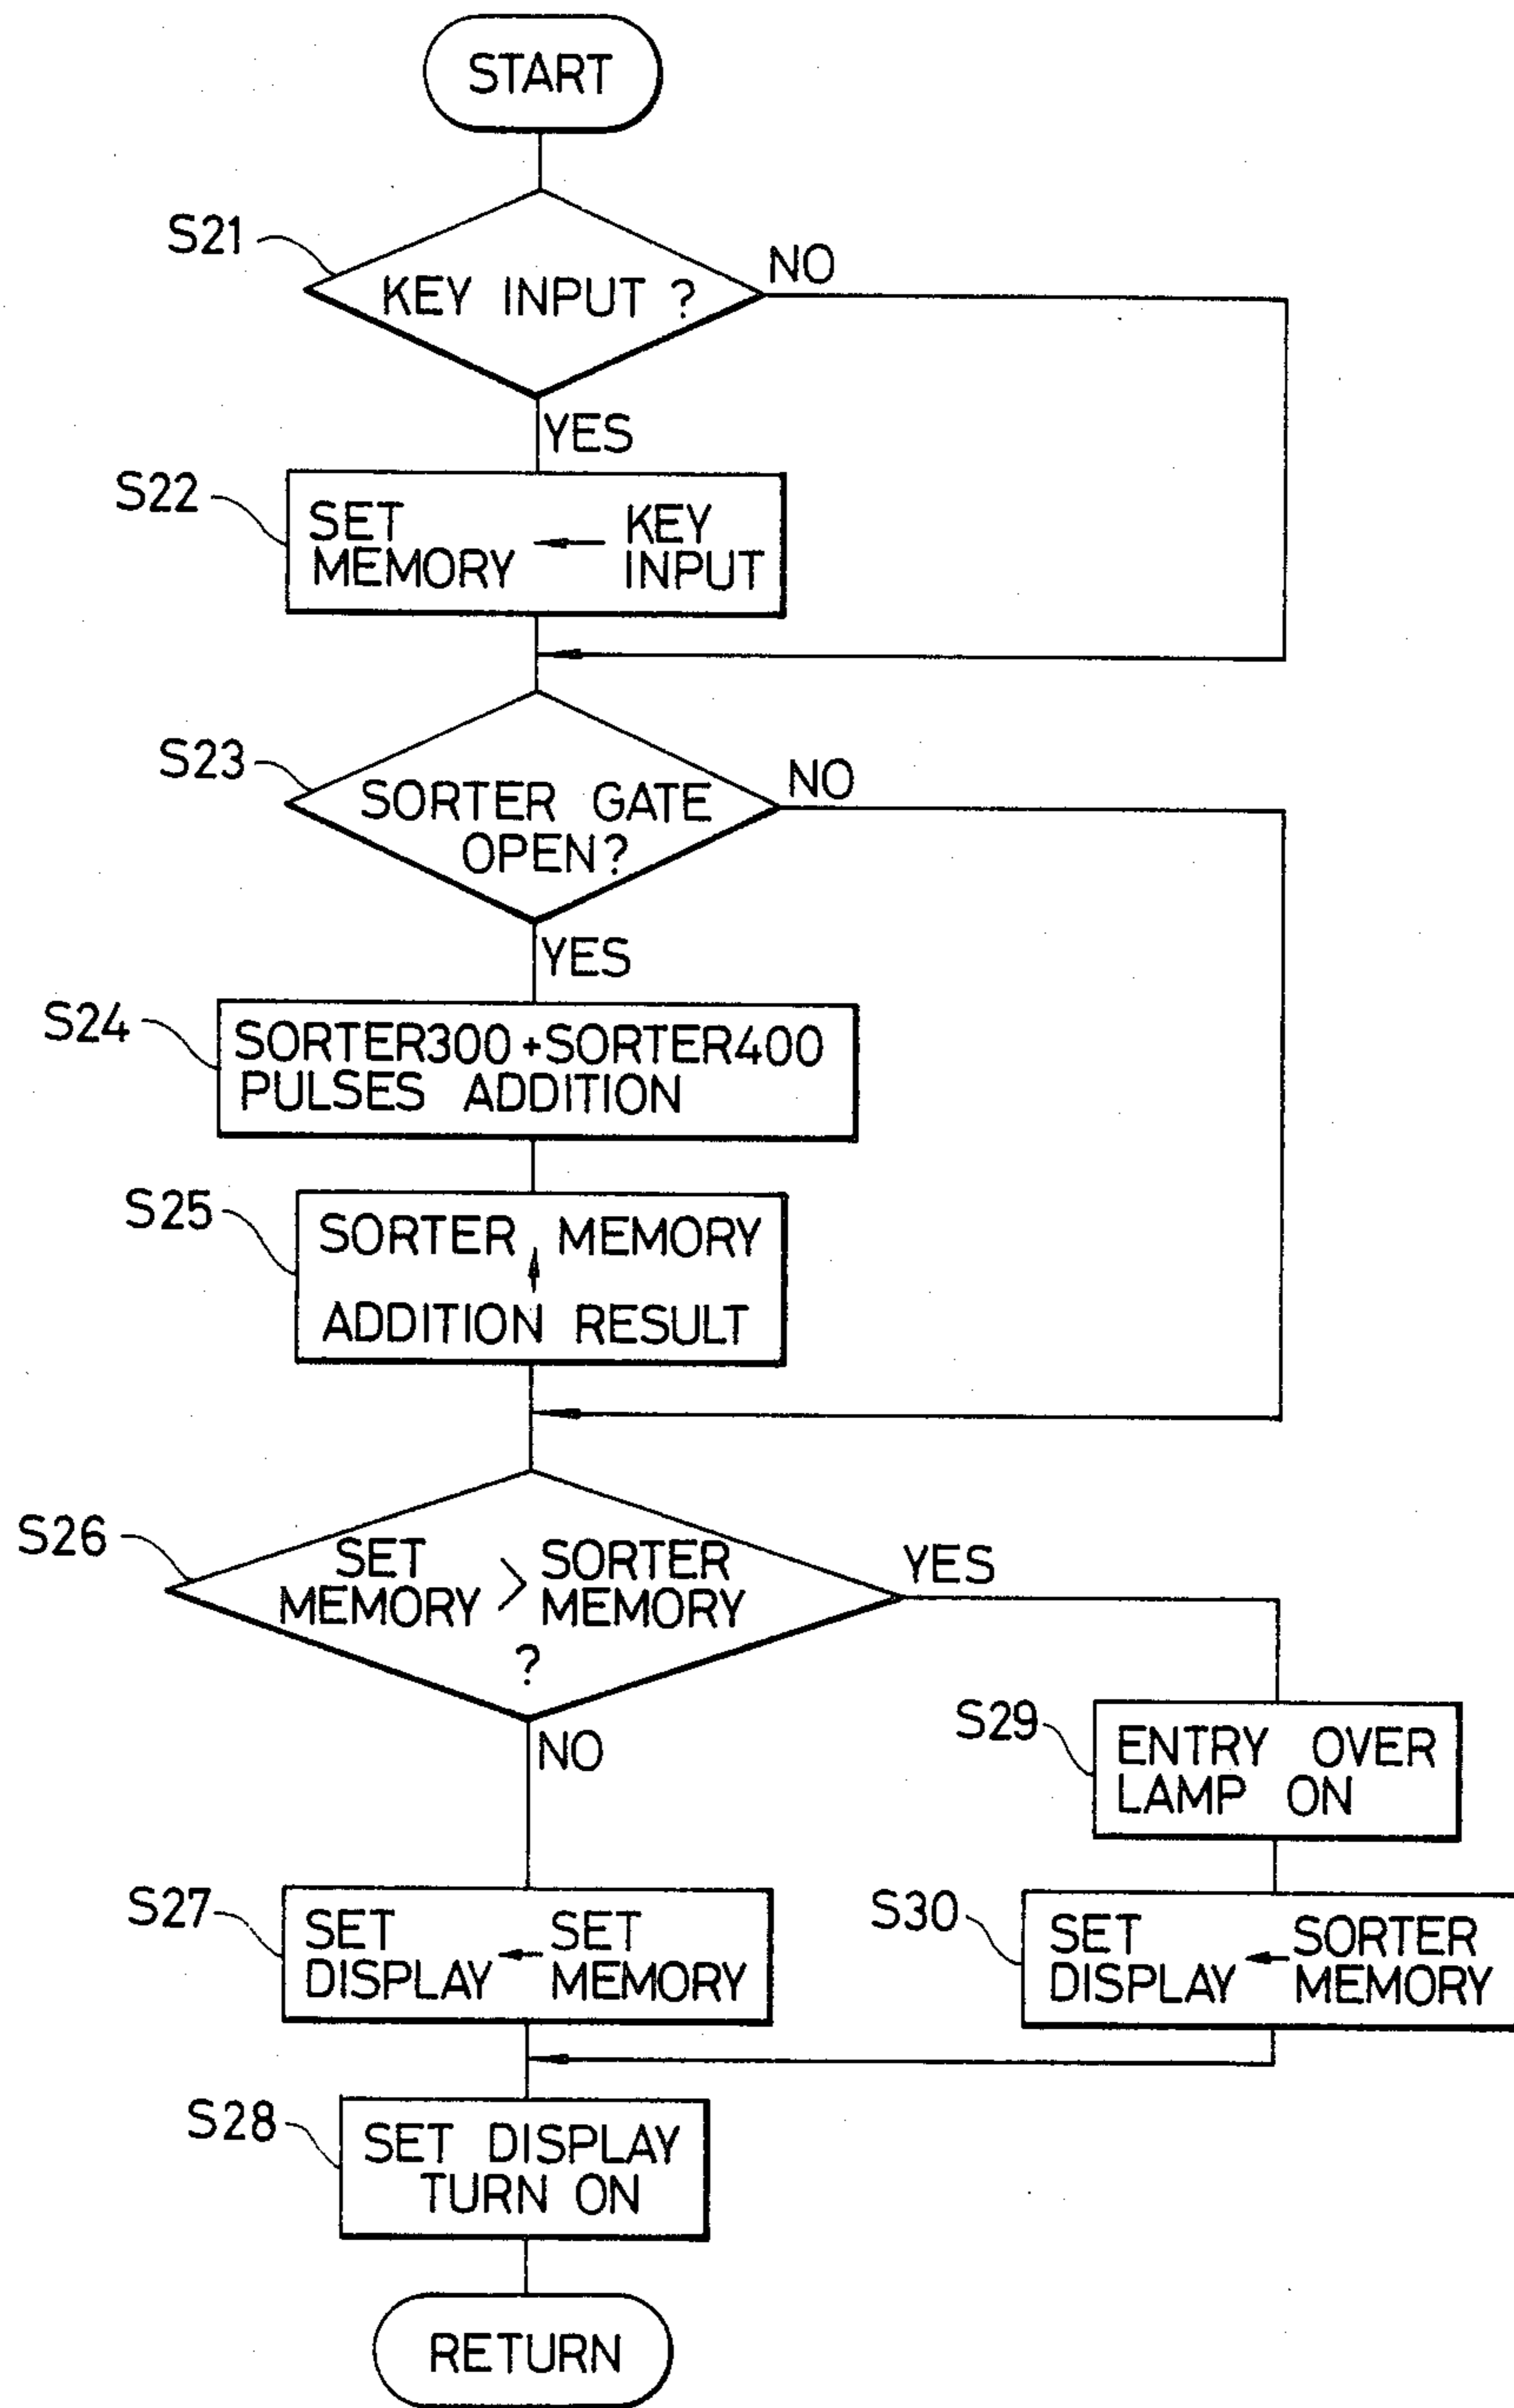 START
S21
KEY INPUT ?
NO
YES
S22
SET MEMORY ← KEY INPUT
S23
SORTER GATE
OPEN?
NO
YES
S24
SORTER300+SORTER400
PULSES ADDITION
S25
SORTER MEMORY
↑
ADDITION RESULT
S26
SET MEMORY > SORTER MEMORY
?
YES
NO
S29
ENTRY OVER
LAMP ON
S27
SET DISPLAY ← SET MEMORY
S30
SET DISPLAY ← SORTER MEMORY
S28
SET DISPLAY
TURN ON
RETURN